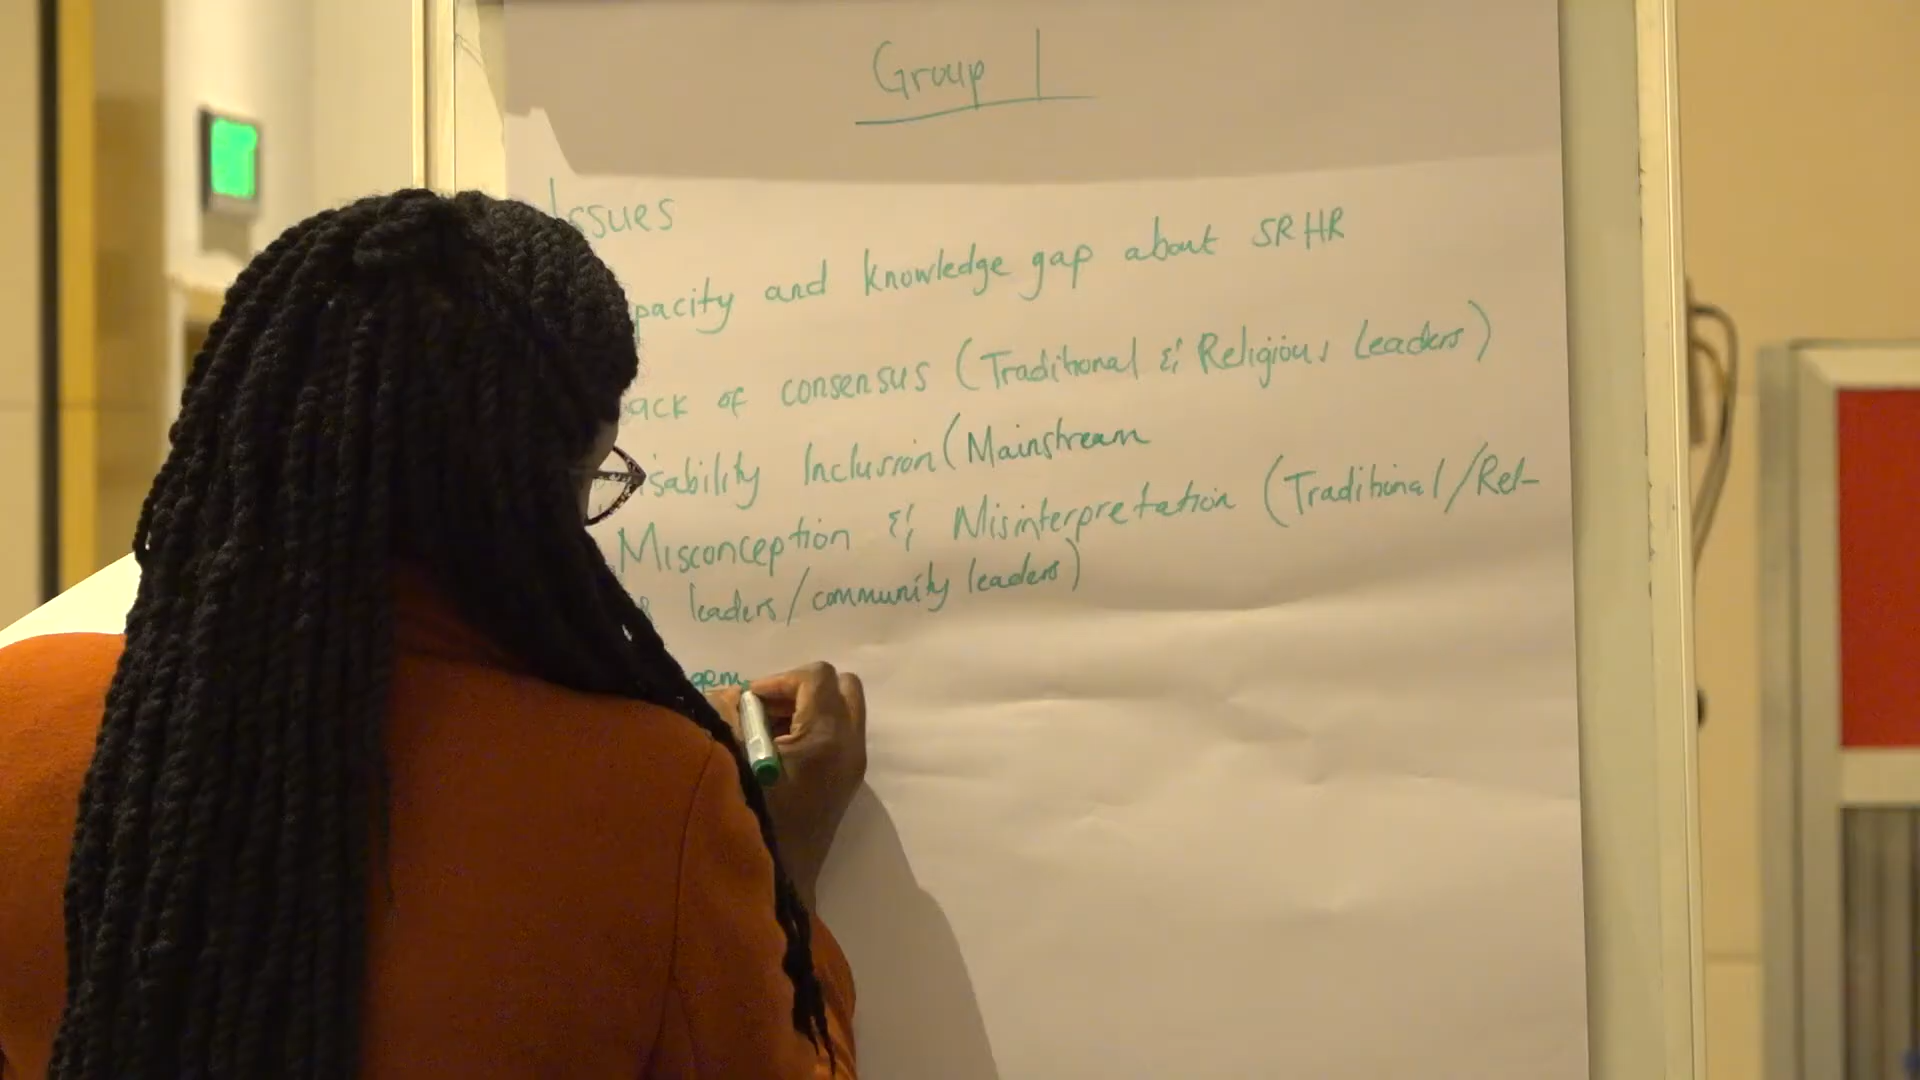 Group 1
Issues
pacity and knowledge gap about SRHR
ack of consensus (Traditional & Religious Leaders)
isability Inclusion (Mainstream
Misconception & Misinterpretation (Traditional/Rel-
leaders/community leaders)